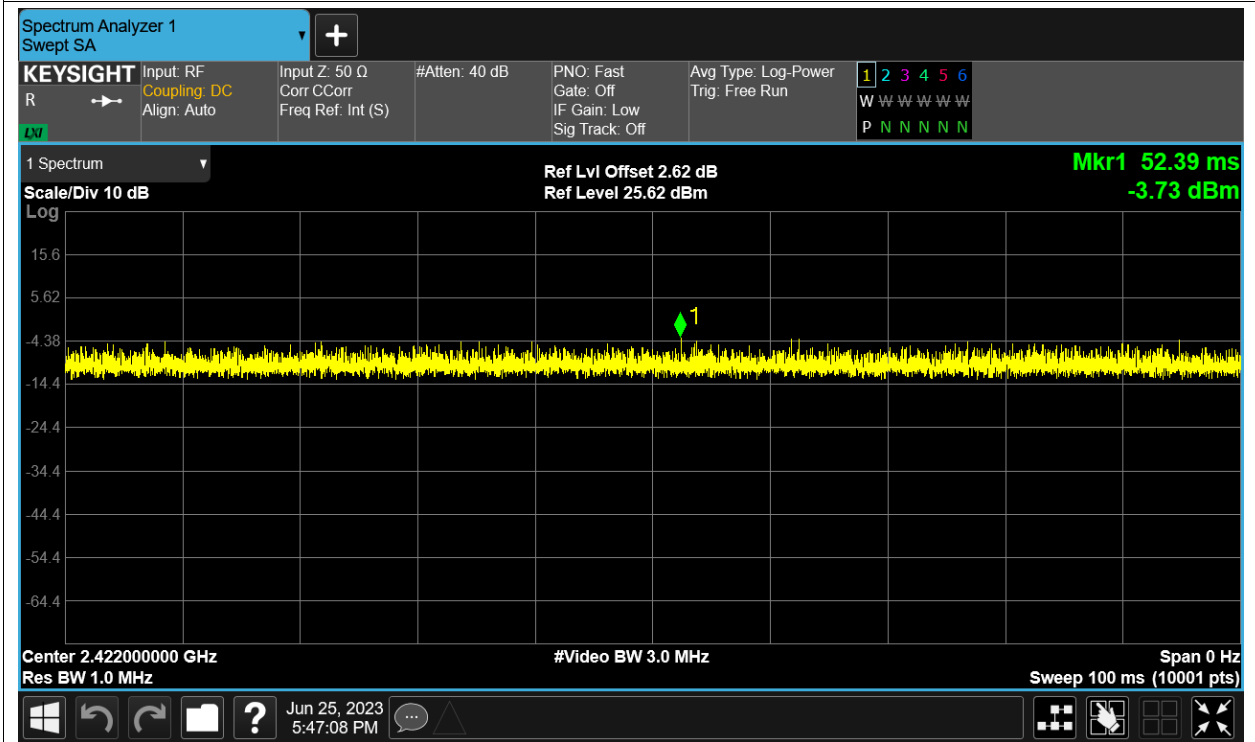 Spectrum Analyzer 1
Swept SA
KEYSIGHT
R
LXI
Input: RF
Coupling: DC
Align: Auto
Input Z: 50 Ω
Corr CCorr
Freq Ref: Int (S)
#Atten: 40 dB
PNO: Fast
Gate: Off
IF Gain: Low
Sig Track: Off
Avg Type: Log-Power
Trig: Free Run
1 2 3 4 5 6
W W W W W W
P N N N N N
1 Spectrum
Scale/Div 10 dB
Log
Ref Lvl Offset 2.62 dB
Ref Level 25.62 dBm
Mkr1 52.39 ms
-3.73 dBm
15.6
5.62
1
-4.38
-14.4
-24.4
-34.4
-44.4
-54.4
-64.4
Center 2.422000000 GHz
Res BW 1.0 MHz
#Video BW 3.0 MHz
Span 0 Hz
Sweep 100 ms (10001 pts)
?
Jun 25, 2023
5:47:08 PM